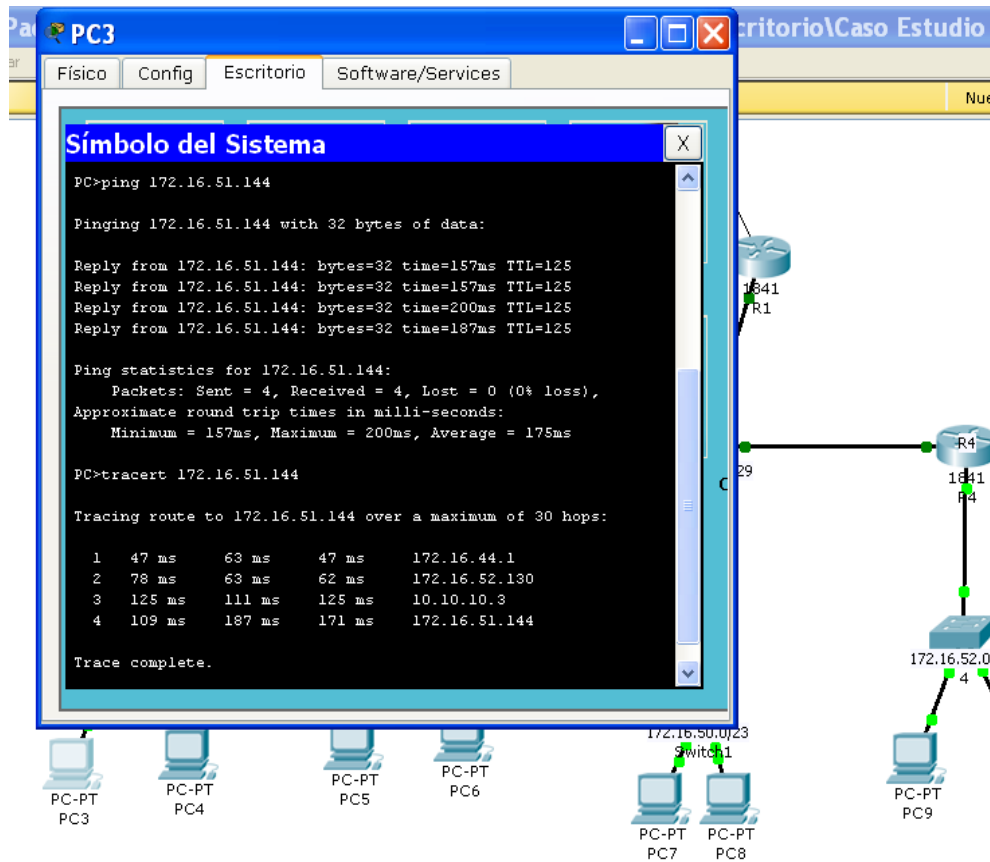 Pa
PC3
critorio\Caso Estudio
ar
Físico Config Escritorio Software/Services
Nue
Símbolo del Sistema X
PC>ping 172.16.51.144
Pinging 172.16.51.144 with 32 bytes of data:
Reply from 172.16.51.144: bytes=32 time=157ms TTL=125
Reply from 172.16.51.144: bytes=32 time=157ms TTL=125
Reply from 172.16.51.144: bytes=32 time=200ms TTL=125
Reply from 172.16.51.144: bytes=32 time=187ms TTL=125
Ping statistics for 172.16.51.144:
Packets: Sent = 4, Received = 4, Lost = 0 (0% loss),
Approximate round trip times in milli-seconds:
Minimum = 157ms, Maximum = 200ms, Average = 175ms
PC>tracert 172.16.51.144
Tracing route to 172.16.51.144 over a maximum of 30 hops:
1 47 ms 63 ms 47 ms 172.16.44.1
2 78 ms 63 ms 62 ms 172.16.52.130
3 125 ms 111 ms 125 ms 10.10.10.3
4 109 ms 187 ms 171 ms 172.16.51.144
Trace complete.
1841
R1
R4
1841
R4
29
C
172.16.52.0
4
172.16.50.0/23
Switch1
PC-PT
PC3
PC-PT
PC4
PC-PT
PC5
PC-PT
PC6
PC-PT
PC7
PC-PT
PC8
PC-PT
PC9